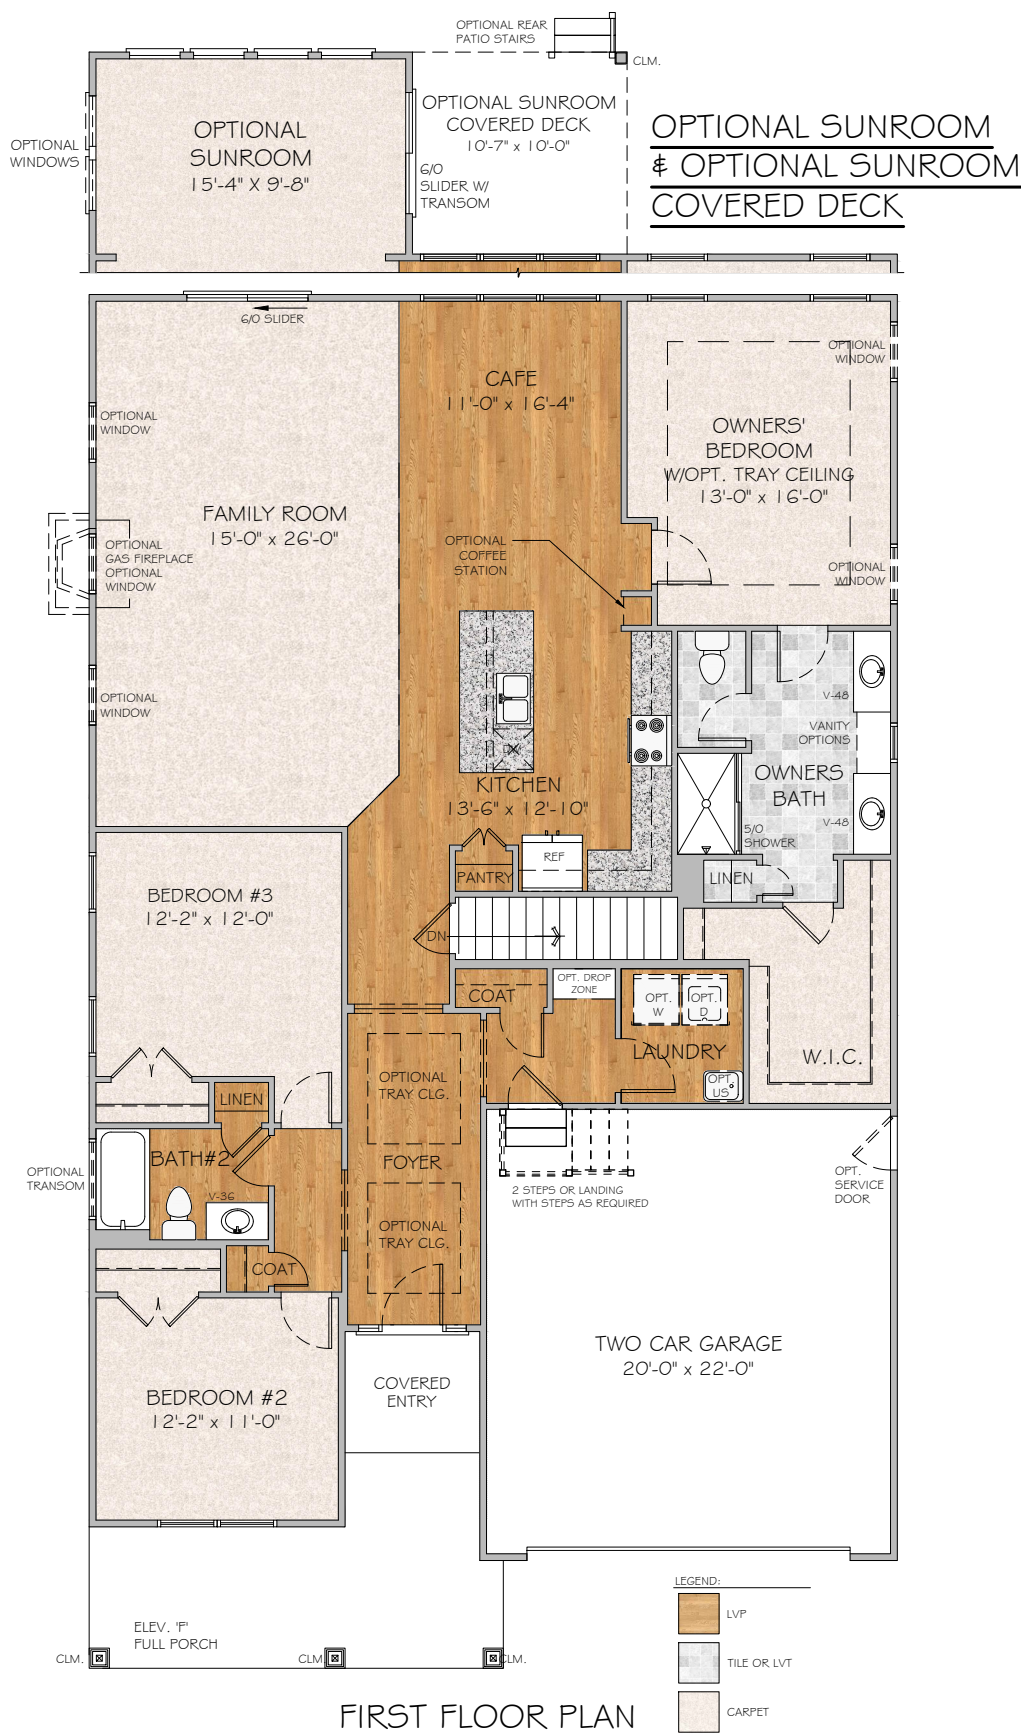 OPTIONAL REAR
PATIO STAIRS
CLM.
OPTIONAL SUNROOM
COVERED DECK
10'-7" x 10'-0"
OPTIONAL
SUNROOM
15'-4" X 9'-8"
OPTIONAL
WINDOWS
6/0
SLIDER W/
TRANSOM
OPTIONAL SUNROOM
& OPTIONAL SUNROOM
COVERED DECK
6/0 SLIDER
CAFE
11'-0" x 16'-4"
OPTIONAL
WINDOW
OPTIONAL
WINDOW
OWNERS'
BEDROOM
W/OPT. TRAY CEILING
13'-0" x 16'-0"
FAMILY ROOM
15'-0" x 26'-0"
OPTIONAL
GAS FIREPLACE
OPTIONAL
WINDOW
OPTIONAL
COFFEE
STATION
OPTIONAL
WINDOW
OPTIONAL
WINDOW
V-48
VANITY
OPTIONS
OWNERS
BATH
V-48
5/0
SHOWER
DW
KITCHEN
13'-6" x 12'-10"
REF
PANTRY
LINEN
BEDROOM #3
12'-2" x 12'-0"
DN
COAT
OPT. DROP
ZONE
OPT.
W
OPT.
D
LAUNDRY
OPT.
US
W.I.C.
OPTIONAL
TRAY CLG.
LINEN
BATH#2
V-36
OPTIONAL
TRANSOM
FOYER
OPTIONAL
TRAY CLG.
2 STEPS OR LANDING
WITH STEPS AS REQUIRED
OPT.
SERVICE
DOOR
COAT
TWO CAR GARAGE
20'-0" x 22'-0"
COVERED
ENTRY
BEDROOM #2
12'-2" x 11'-0"
ELEV. 'F'
FULL PORCH
CLM.
CLM.
CLM.
LEGEND:
LVP
TILE OR LVT
CARPET
FIRST FLOOR PLAN